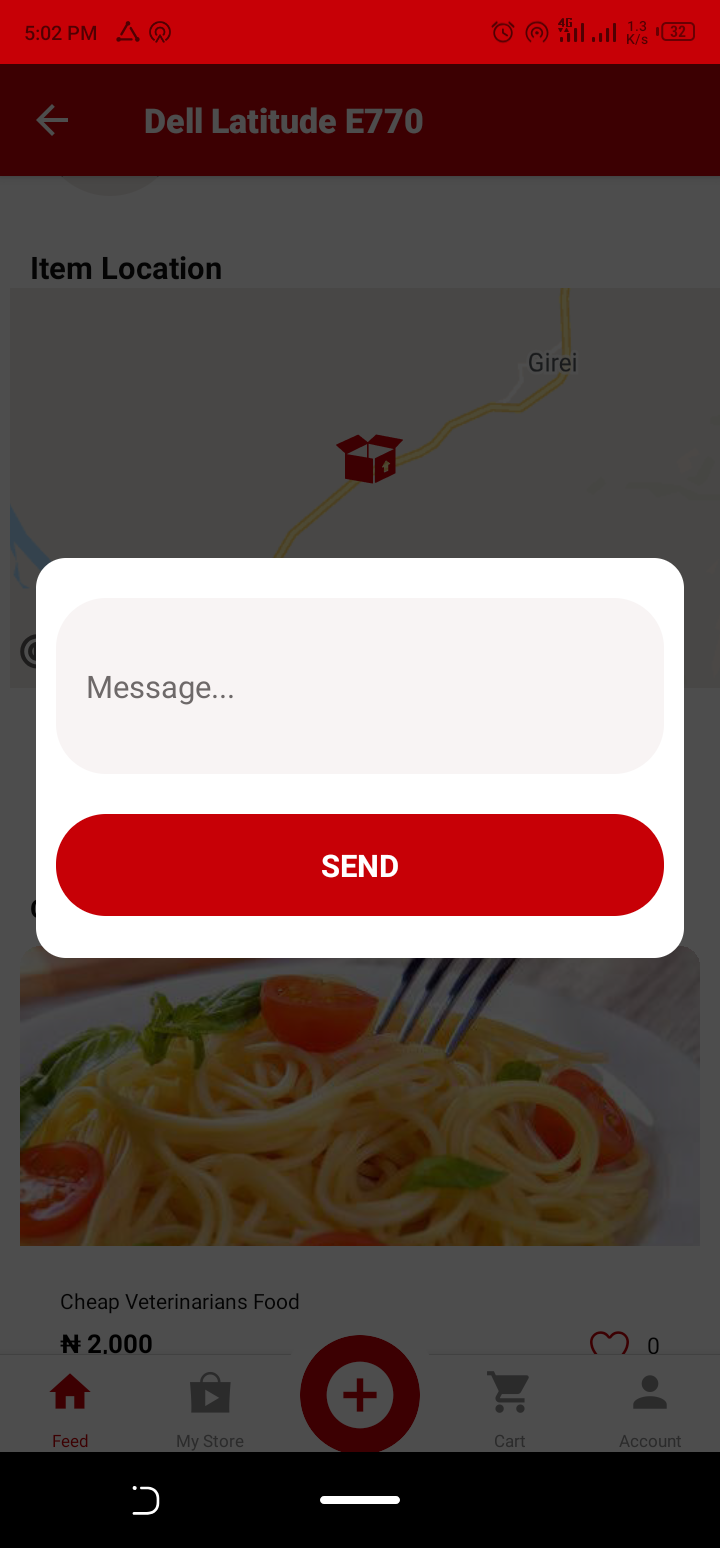 5:02 PM
4G
1.3
K/s
32
Dell Latitude E770
Item Location
Girei
Message...
SEND
Cheap Veterinarians Food
₦ 2,000
0
Feed
My Store
Cart
Account